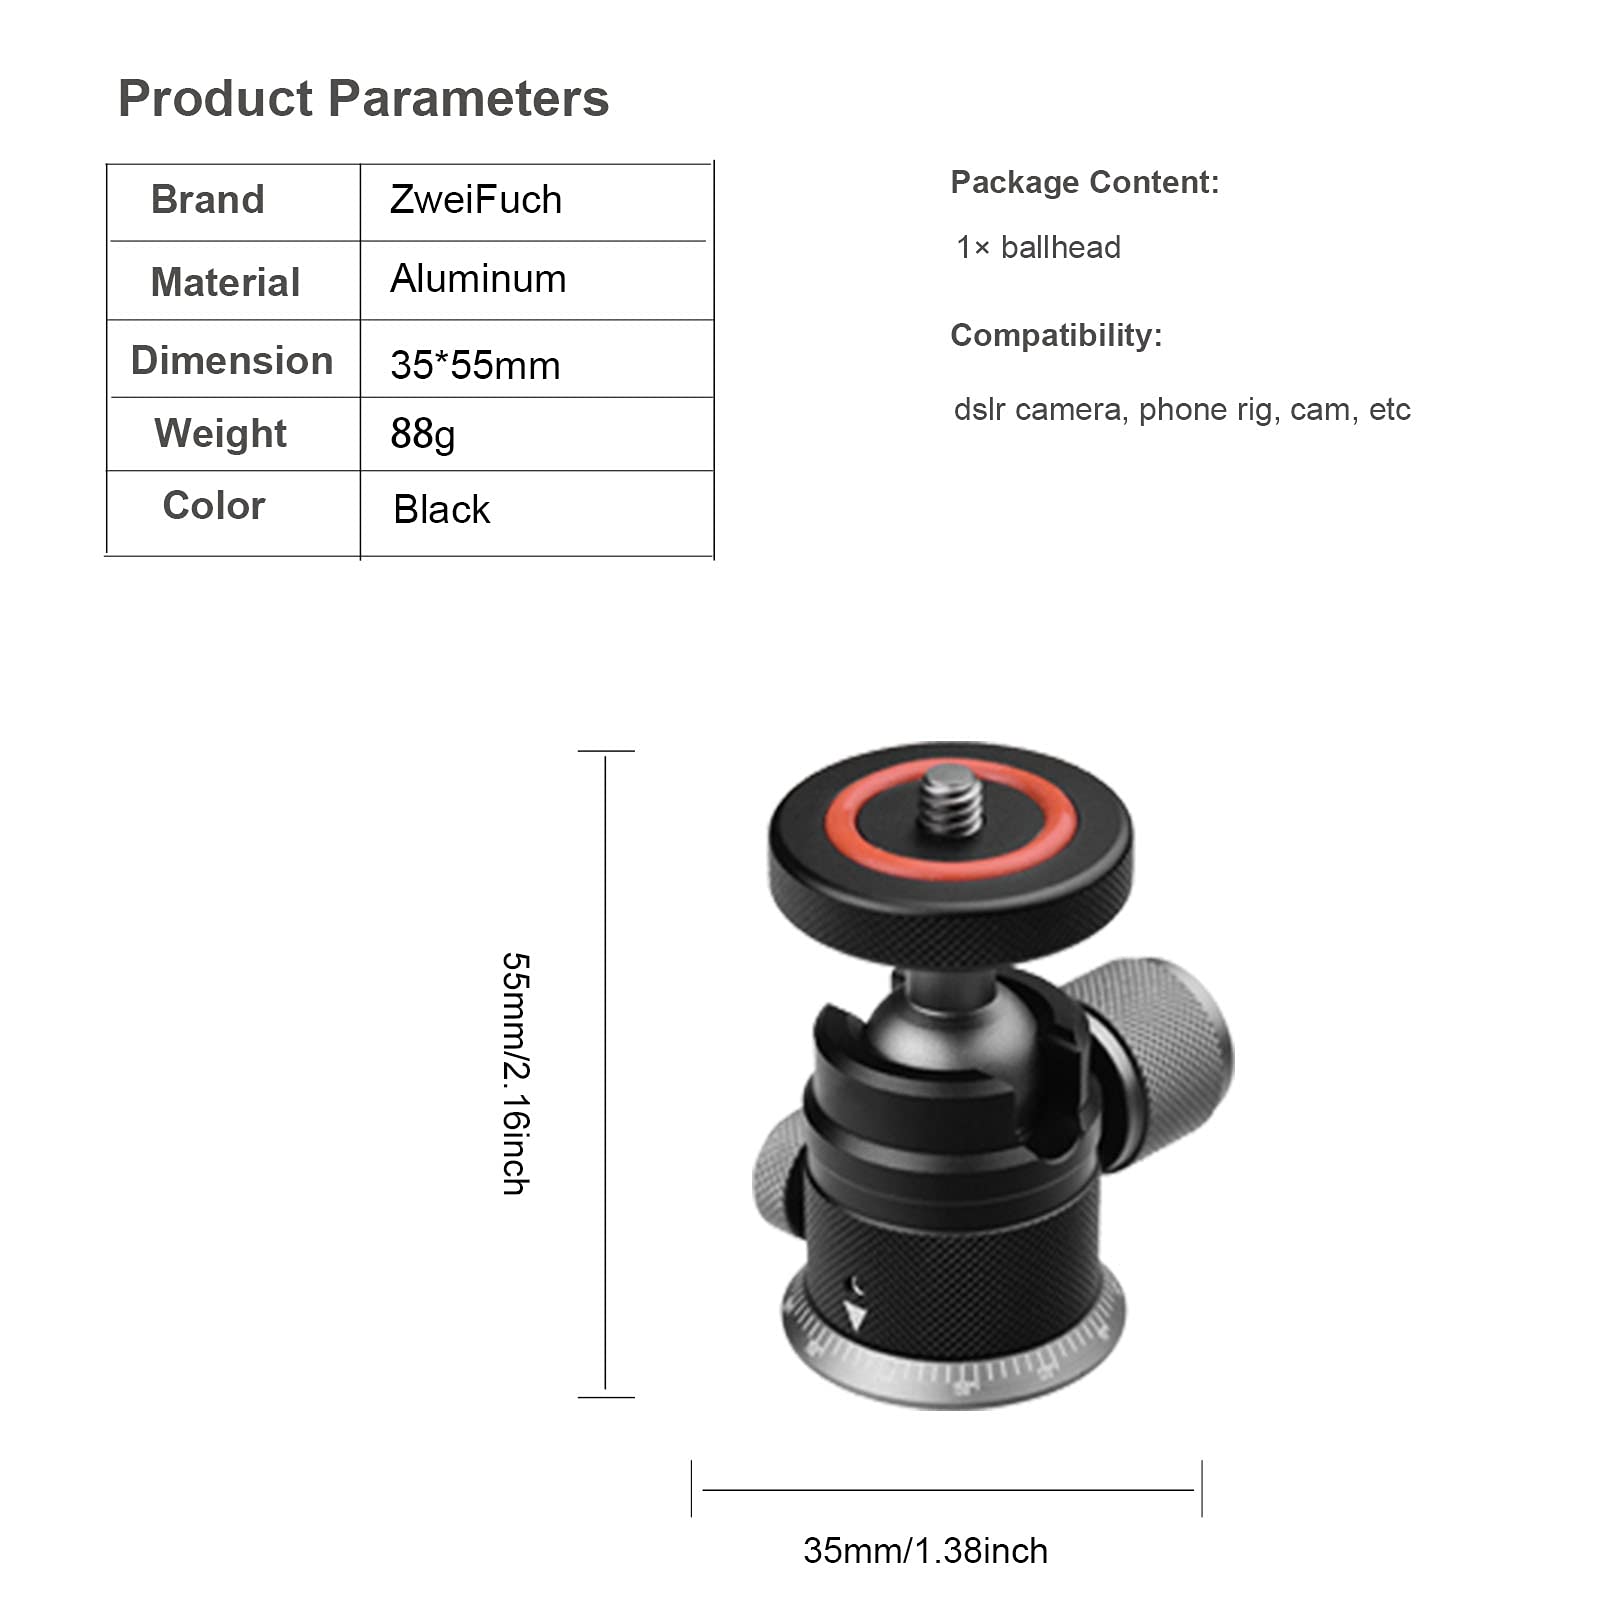 Product Parameters
Brand ZweiFuch
Material Aluminum
Dimension 35*55mm
Weight 88g
Color Black
Package Content:
1× ballhead
Compatibility:
dslr camera, phone rig, cam, etc
55mm/2.16inch
35mm/1.38inch